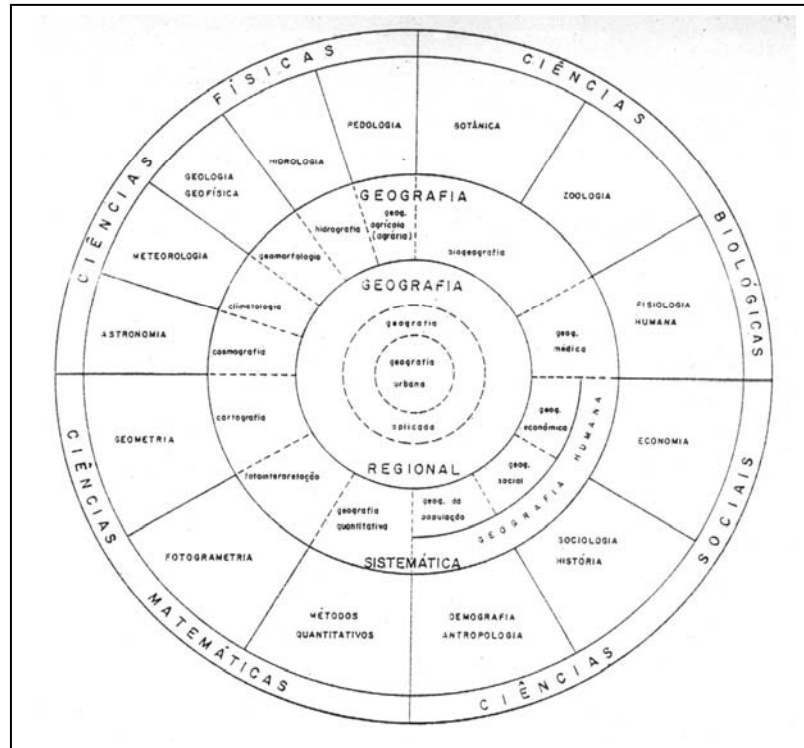 CIÊNCIAS FÍSICAS
CIÊNCIAS BIOLÓGICAS
PEDOLOGIA
BOTÂNICA
HIDROLOGIA
GEOLOGIA
GEOFÍSICA
ZOOLOGIA
METEOROLOGIA
ASTRONOMIA
FISIOLOGIA
HUMANA
GEOGRAFIA
geog.
agrícola
(agrária)
hidrografia
biogeografia
geomorfologia
climatologia
cosmografia
geog.
médica
GEOGRAFIA
geografia
geografia
urbana
aplicada
REGIONAL
cartografia
fotointerpretação
geografia
quantitativa
geog. da
população
geog.
social
geog.
econômica
GEOGRAFIA HUMANA
SISTEMÁTICA
GEOMETRIA
ECONOMIA
FOTOGRAMETRIA
SOCIOLOGIA
HISTÓRIA
MÉTODOS
QUANTITATIVOS
DEMOGRAFIA
ANTROPOLOGIA
CIÊNCIAS MATEMÁTICAS
CIÊNCIAS SOCIAIS